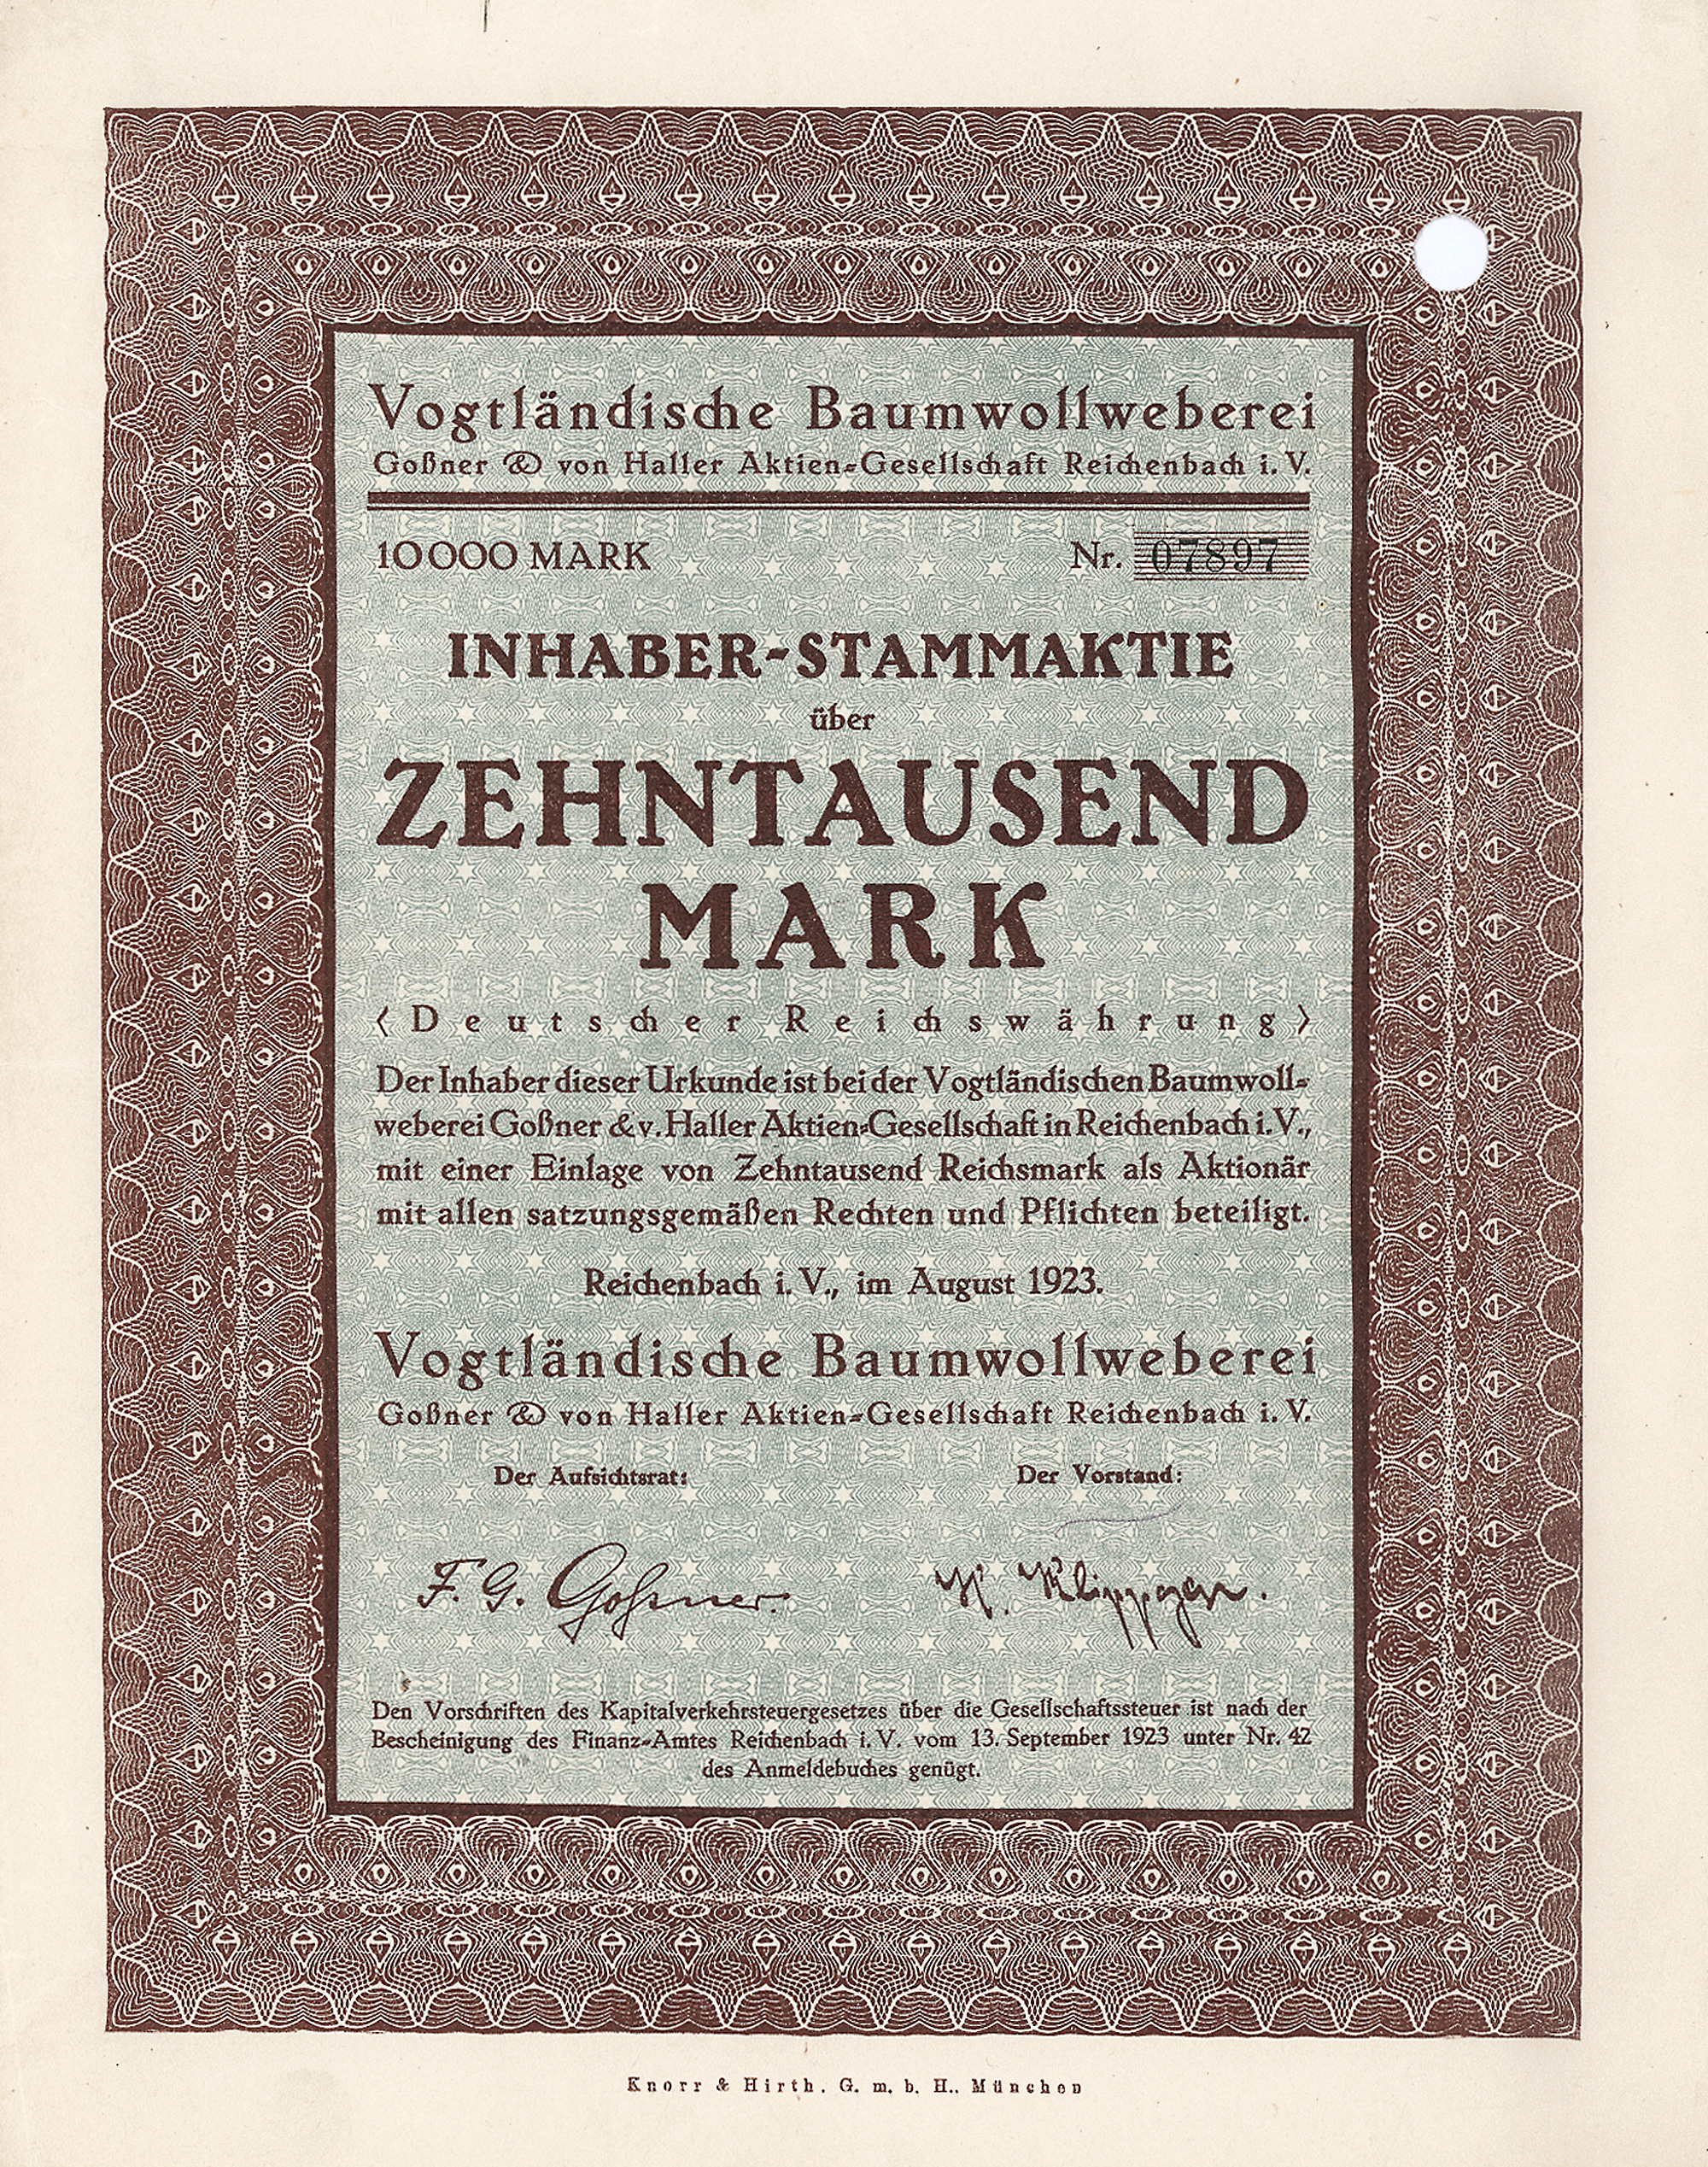 Vogtländische Baumwollweberei
Goßner & von Haller Aktien-Gesellschaft Reichenbach i. V.
10000 MARK Nr. 07897
INHABER-STAMMAKTIE
über
ZEHNTAUSEND
MARK
(Deutscher Reichswährung)
Der Inhaber dieser Urkunde ist bei der Vogtländischen Baumwoll-
weberei Goßner & v. Haller Aktien-Gesellschaft in Reichenbach i. V.,
mit einer Einlage von Zehntausend Reichsmark als Aktionär
mit allen satzungsgemäßen Rechten und Pflichten beteiligt.
Reichenbach i. V., im August 1923.
Vogtländische Baumwollweberei
Goßner & von Haller Aktien-Gesellschaft Reichenbach i. V.
Der Aufsichtsrat: Der Vorstand:
F. G. Goßner. K. Klippgen.
Den Vorschriften des Kapitalverkehrsteuergesetzes über die Gesellschaftssteuer ist nach der
Bescheinigung des Finanz-Amtes Reichenbach i. V. vom 13. September 1923 unter Nr. 42
des Anmeldebuches genügt.
Knorr & Hirth, G. m. b. H., München